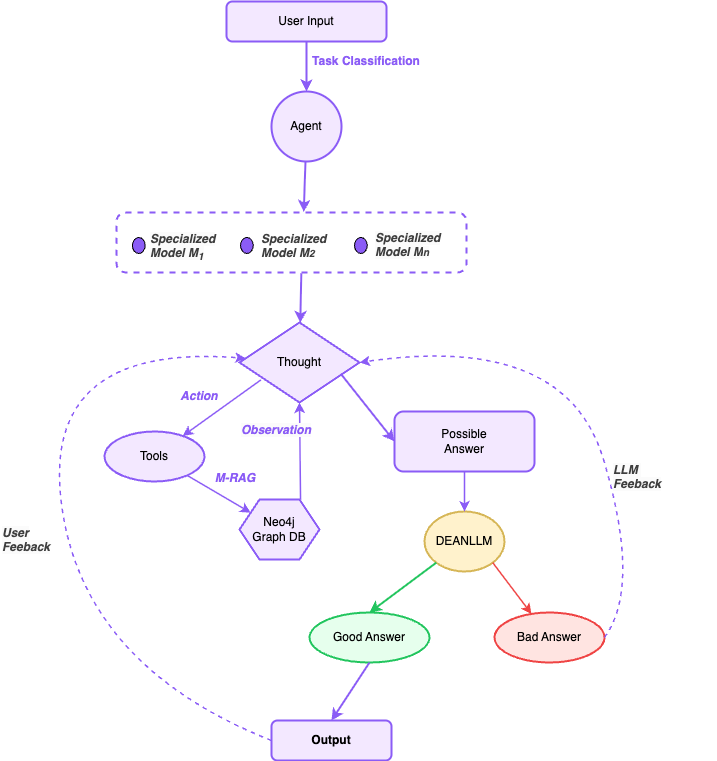 User Input
Task Classification
Agent
Specialized
Model M1
Specialized
Model M2
Specialized
Model Mn
Thought
Action
Observation
Possible
Answer
Tools
M-RAG
LLM
Feeback
Neo4j
Graph DB
User
Feeback
DEANLLM
Good Answer
Bad Answer
Output